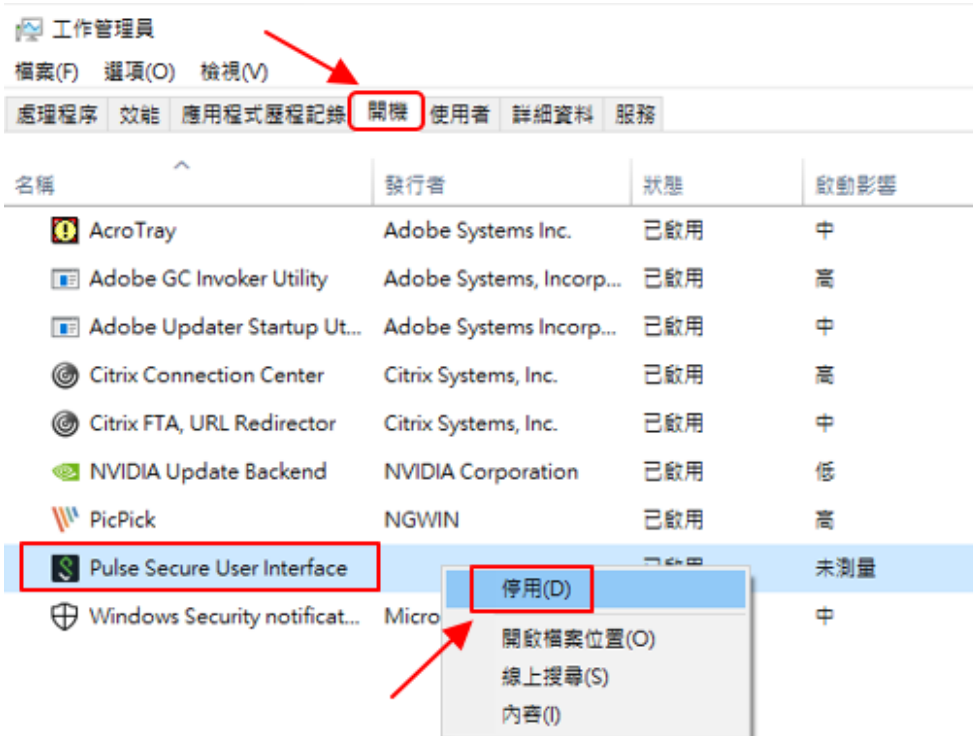 工作管理員
檔案(F) 選項(O) 檢視(V)
處理程序 效能 應用程式歷程記錄 開機 使用者 詳細資料 服務
名稱 發行者 狀態 啟動影響
AcroTray Adobe Systems Inc. 已啟用 中
Adobe GC Invoker Utility Adobe Systems, Incorp... 已啟用 高
Adobe Updater Startup Ut... Adobe Systems Incorp... 已啟用 中
Citrix Connection Center Citrix Systems, Inc. 已啟用 高
Citrix FTA, URL Redirector Citrix Systems, Inc. 已啟用 中
NVIDIA Update Backend NVIDIA Corporation 已啟用 低
PicPick NGWIN 已啟用 高
Pulse Secure User Interface 已啟用 未測量
停用(D)
Windows Security notificat... Micro 中
開啟檔案位置(O)
線上搜尋(S)
內容(I)